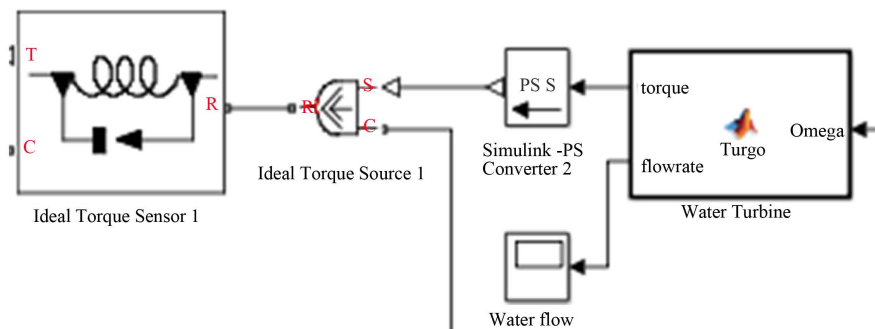 T
C
R
Ideal Torque Sensor 1
R
S
C
Ideal Torque Source 1
PS S
Simulink -PS
Converter 2
torque
flowrate
Turgo
Omega
Water Turbine
Water flow